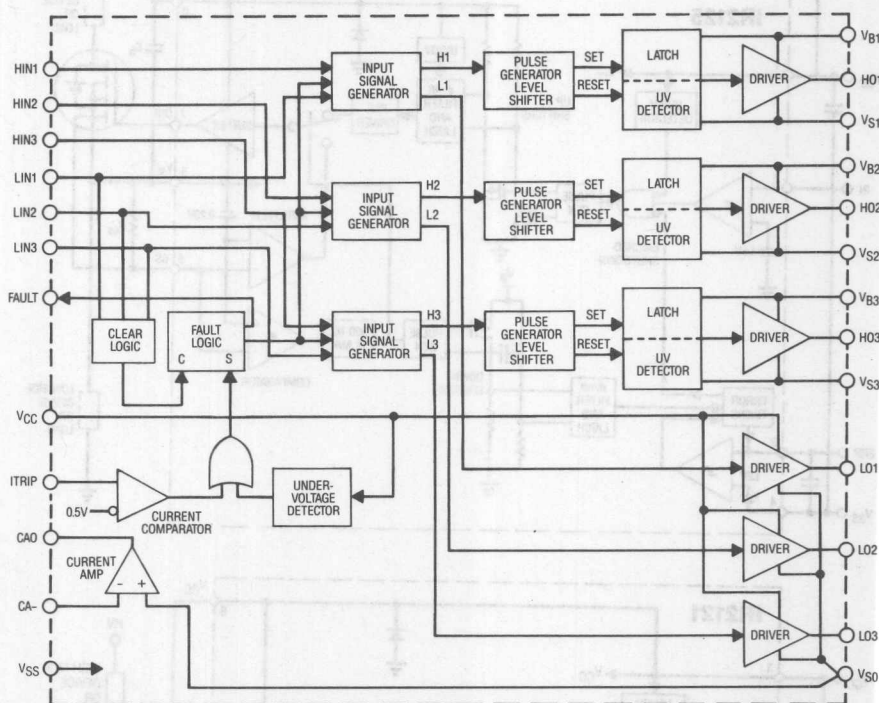 HIN1
HIN2
HIN3
LIN1
LIN2
LIN3
FAULT
VCC
ITRIP
0.5V
CAO
CA-
VSS
CLEAR
LOGIC
FAULT
LOGIC
C S
CURRENT
COMPARATOR
UNDER-
VOLTAGE
DETECTOR
CURRENT
AMP
- +
INPUT
SIGNAL
GENERATOR
H1
L1
PULSE
GENERATOR
LEVEL
SHIFTER
SET
RESET
LATCH
UV
DETECTOR
DRIVER
VB1
HO1
VS1
INPUT
SIGNAL
GENERATOR
H2
L2
PULSE
GENERATOR
LEVEL
SHIFTER
SET
RESET
LATCH
UV
DETECTOR
DRIVER
VB2
HO2
VS2
INPUT
SIGNAL
GENERATOR
H3
L3
PULSE
GENERATOR
LEVEL
SHIFTER
SET
RESET
LATCH
UV
DETECTOR
DRIVER
VB3
HO3
VS3
DRIVER
LO1
DRIVER
LO2
DRIVER
LO3
VS0
IR2125
IR2121